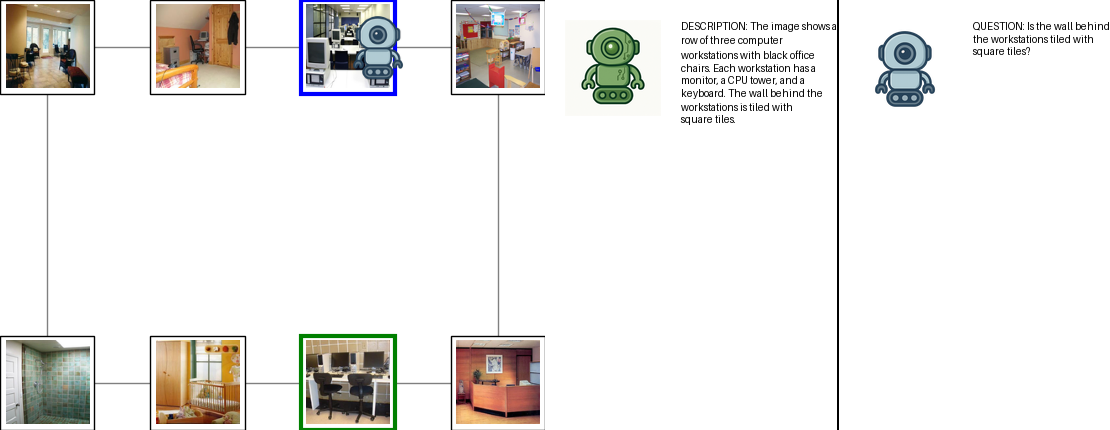 DESCRIPTION: The image shows a
row of three computer
workstations with black office
chairs. Each workstation has a
monitor, a CPU tower, and a
keyboard. The wall behind the
workstations is tiled with
square tiles.
QUESTION: Is the wall behind
the workstations tiled with
square tiles?